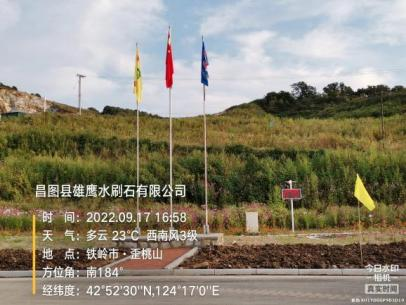 昌图县雄鹰水刷石有限公司
时 间：2022.09.17 16:58
天 气：多云 23℃ 西南风3级
地 点：铁岭市·歪桃山
方位角：南184°
经纬度：42°52'30"N,124°17'0"E
今日水印
相机
真实时间